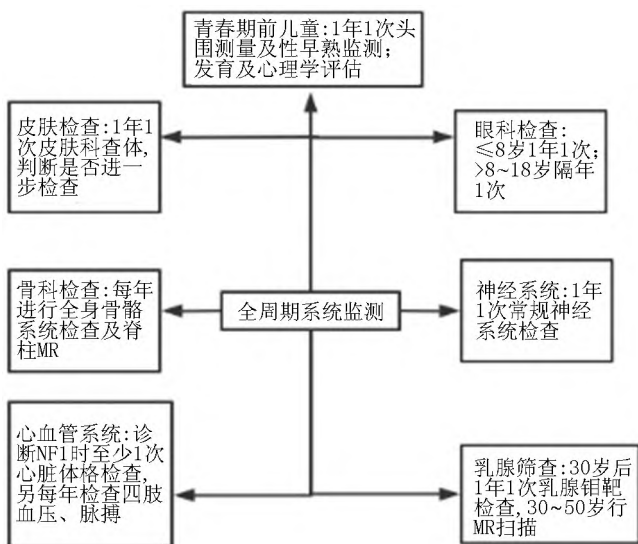 青春期前儿童:1年1次头
围测量及性早熟监测;
发育及心理学评估
皮肤检查:1年1
次皮肤科查体,
判断是否进一
步检查
眼科检查:
≤8岁1年1次;
>8~18岁隔年
1次
骨科检查:每年
进行全身骨骼
系统检查及脊
柱MR
全周期系统监测
神经系统:1年
1次常规神经
系统检查
心血管系统:诊
断NF1时至少1次
心脏体格检查,
另每年检查四肢
血压、脉搏
乳腺筛查:30岁后
1年1次乳腺钼靶
检查,30~50岁行
MR扫描